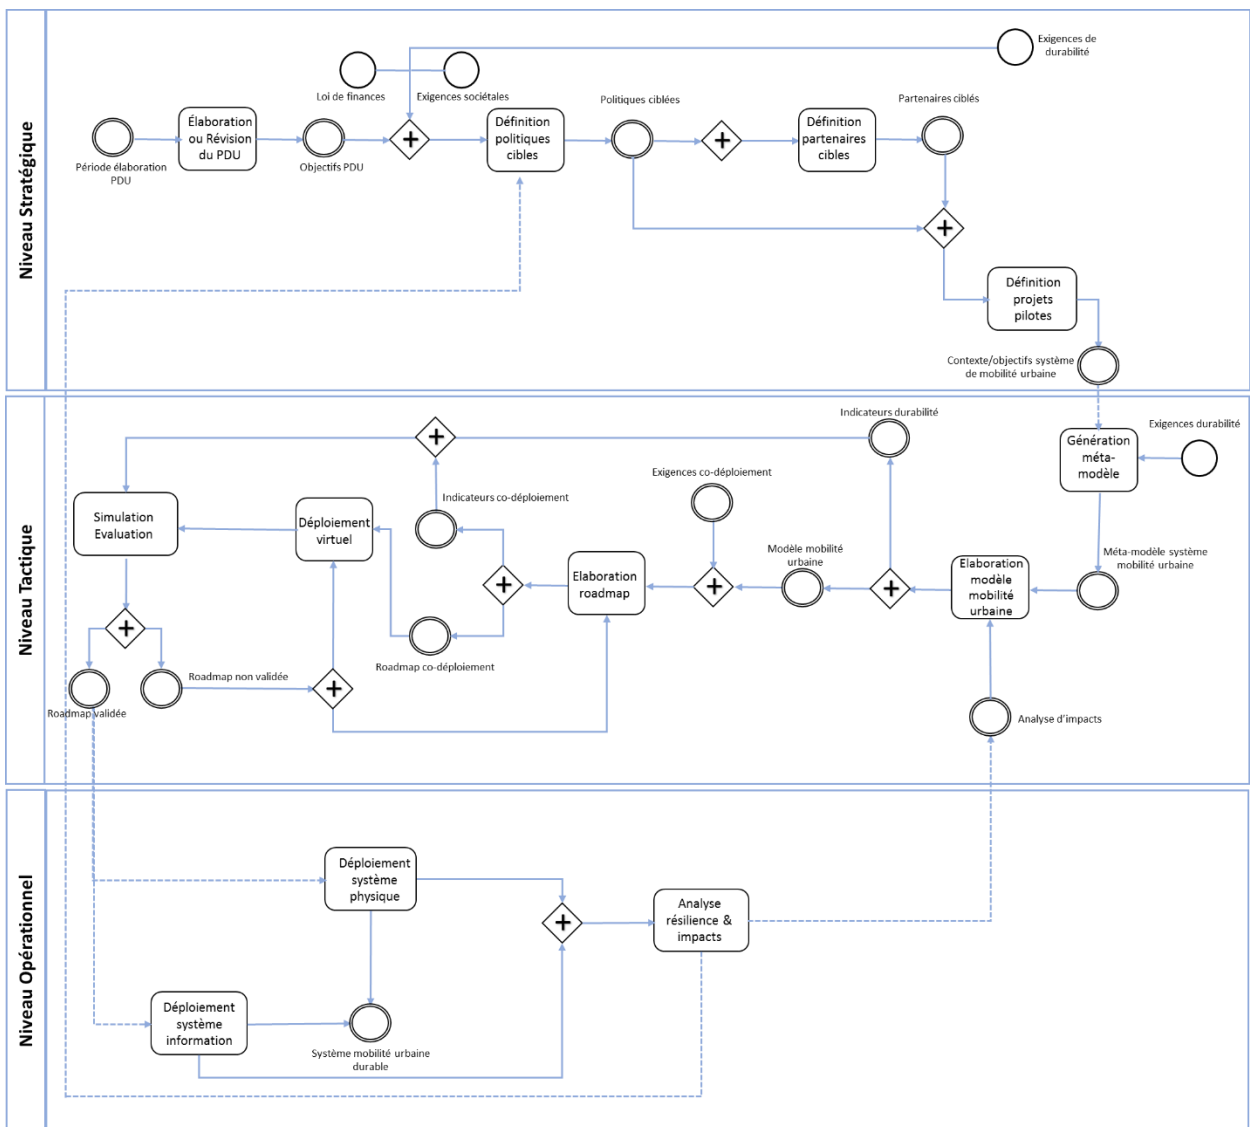 Niveau Stratégique
Exigences de
durabilité
Loi de finances
Exigences sociétales
Politiques ciblées
Partenaires ciblés
Élaboration
ou Révision
du PDU
Définition
politiques
cibles
Définition
partenaires
cibles
Période élaboration
PDU
Objectifs PDU
Définition
projets
pilotes
Contexte/objectifs système
de mobilité urbaine
Niveau Tactique
Indicateurs durabilité
Exigences durabilité
Génération
méta-
modèle
Exigences co-déploiement
Indicateurs co-déploiement
Simulation
Evaluation
Déploiement
virtuel
Modèle mobilité
urbaine
Méta-modèle système
mobilité urbaine
Elaboration
roadmap
Elaboration
modèle
mobilité
urbaine
Roadmap co-déploiement
Roadmap non validée
Roadmap validée
Analyse d’impacts
Niveau Opérationnel
Déploiement
système
physique
Analyse
résilience &
impacts
Déploiement
système
information
Système mobilité urbaine
durable